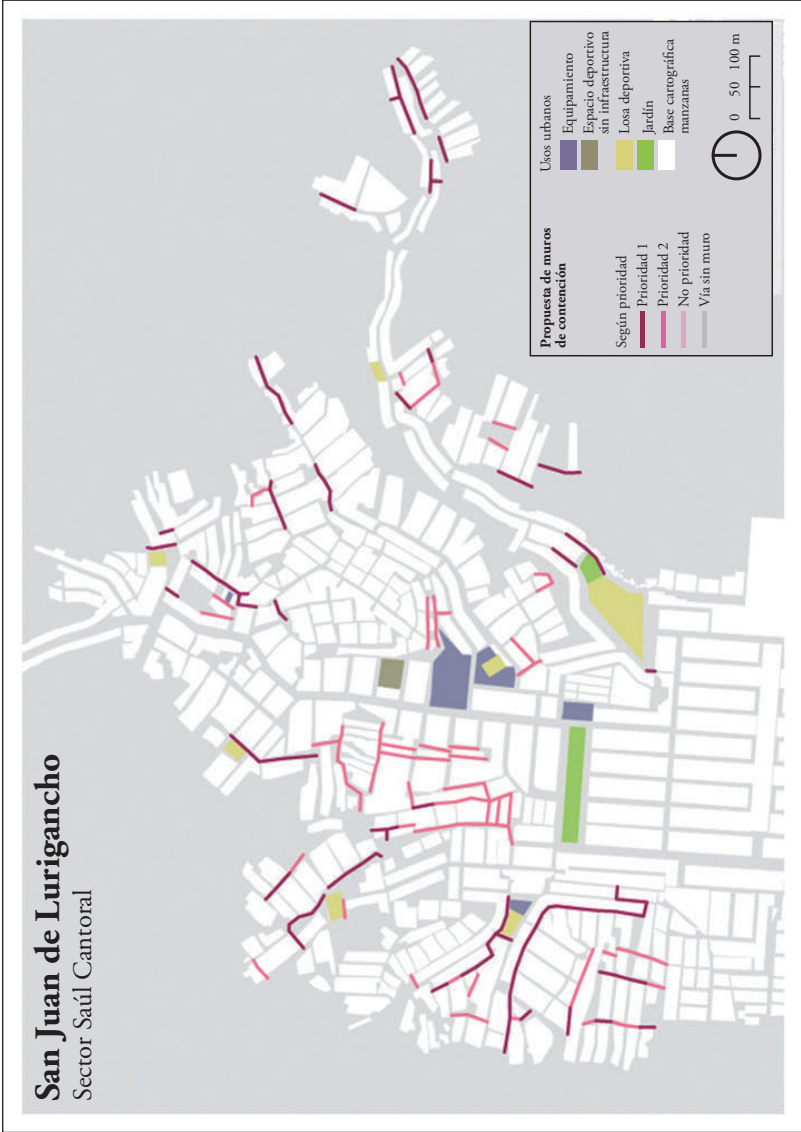 San Juan de Lurigancho
Sector Saúl Cantoral
Propuesta de muros
de contención
Según prioridad
Prioridad 1
Prioridad 2
No prioridad
Vía sin muro
Usos urbanos
Equipamiento
Espacio deportivo
sin infraestructura
Losa deportiva
Jardín
Base cartográfica
manzanas
0 50 100 m